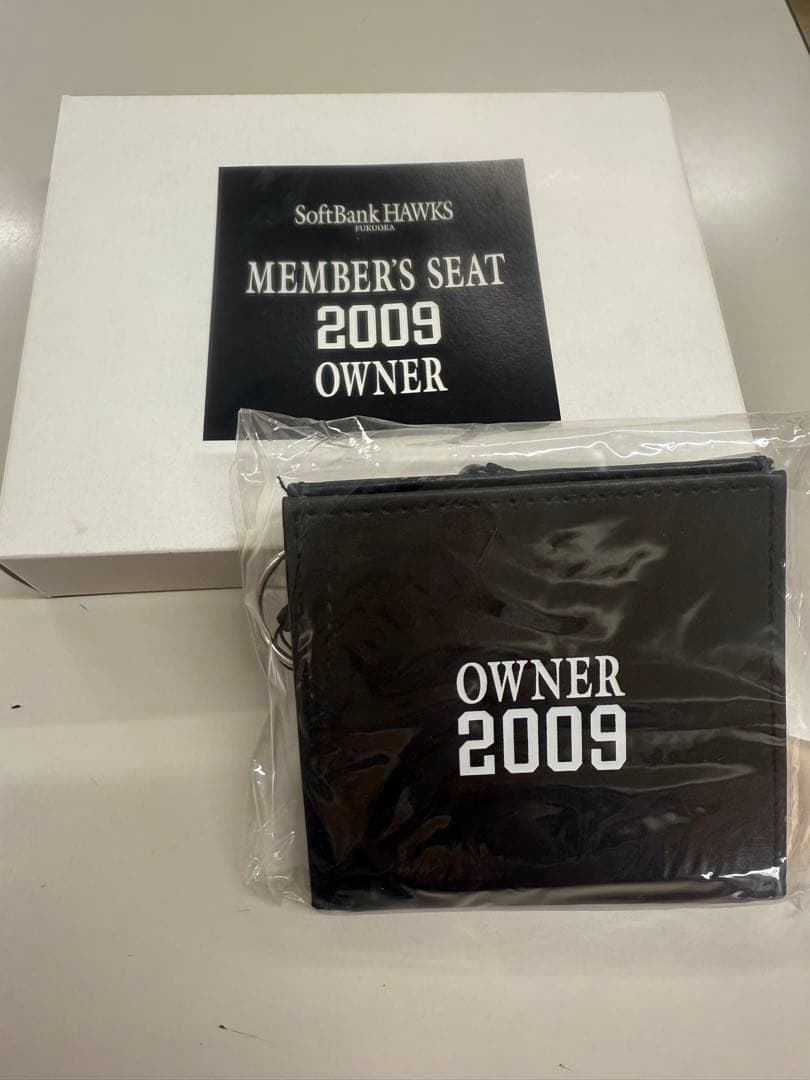 SoftBank HAWKS
FUKUOKA
MEMBER'S SEAT
2009
OWNER
OWNER
2009